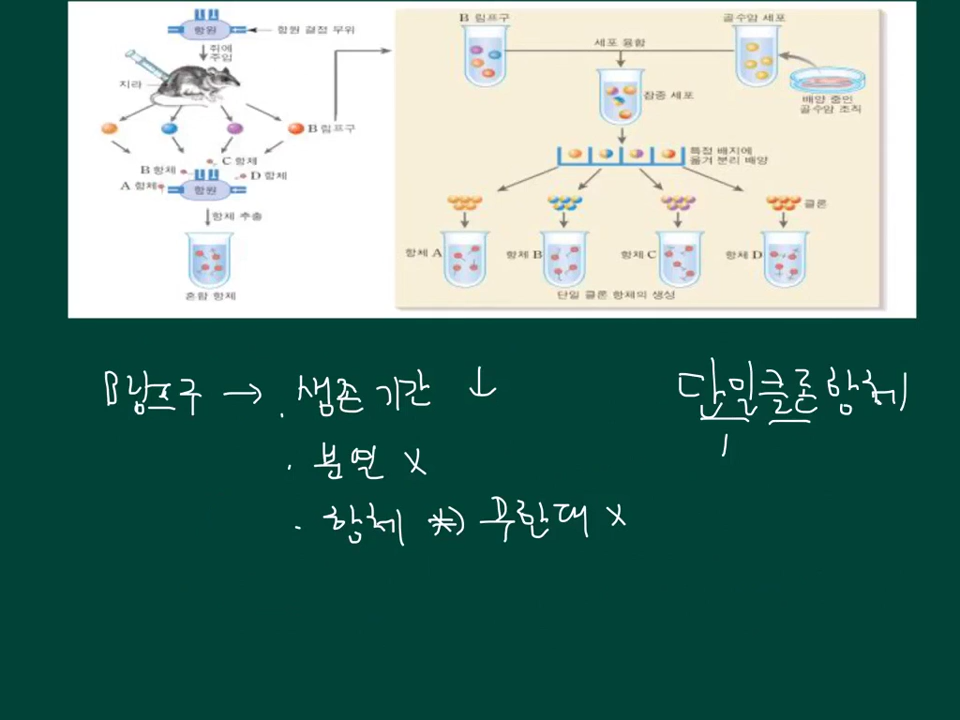 항원
항원 결정 부위
쥐에
주입
지라
B 림프구
B 항체
C 항체
A 항체
D 항체
항원
항체 추출
혼합 항체
B 림프구
골수암 세포
세포 융합
잡종 세포
배양 중인
골수암 조직
특정 배지에
옮겨 분리 배양
클론
항체 A
항체 B
항체 C
항체 D
단일 클론 항체의 생성
B림프구 → · 생존 기간 ↓
· 분열 X
· 항체 무한대 X
단일클론항체
1